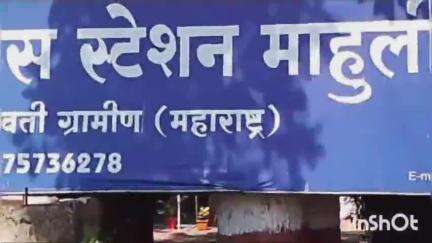 स स्टेशन माहुली
वती ग्रामीण (महाराष्ट्र)
75736278
E-m
InShOt